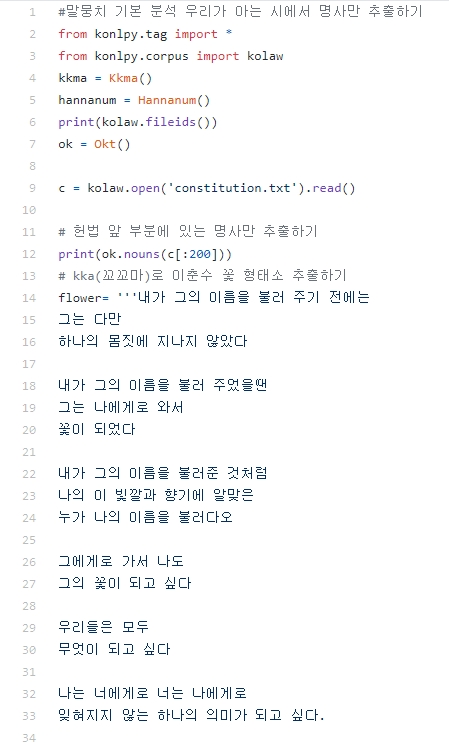 1 #말뭉치 기본 분석 우리가 아는 시에서 명사만 추출하기
2 from konlpy.tag import *
3 from konlpy.corpus import kolaw
4 kkma = Kkma()
5 hannanum = Hannanum()
6 print(kolaw.fileids())
7 ok = Okt()
8
9 c = kolaw.open('constitution.txt').read()
10
11 # 헌법 앞 부분에 있는 명사만 추출하기
12 print(ok.nouns(c[:200]))
13 # kka(꼬꼬마)로 이춘수 꽃 형태소 추출하기
14 flower= '''내가 그의 이름을 불러 주기 전에는
15 그는 다만
16 하나의 몸짓에 지나지 않았다
17
18 내가 그의 이름을 불러 주었을땐
19 그는 나에게로 와서
20 꽃이 되었다
21
22 내가 그의 이름을 불러준 것처럼
23 나의 이 빛깔과 향기에 알맞은
24 누가 나의 이름을 불러다오
25
26 그에게로 가서 나도
27 그의 꽃이 되고 싶다
28
29 우리들은 모두
30 무엇이 되고 싶다
31
32 나는 너에게로 너는 나에게로
33 잊혀지지 않는 하나의 의미가 되고 싶다.
34